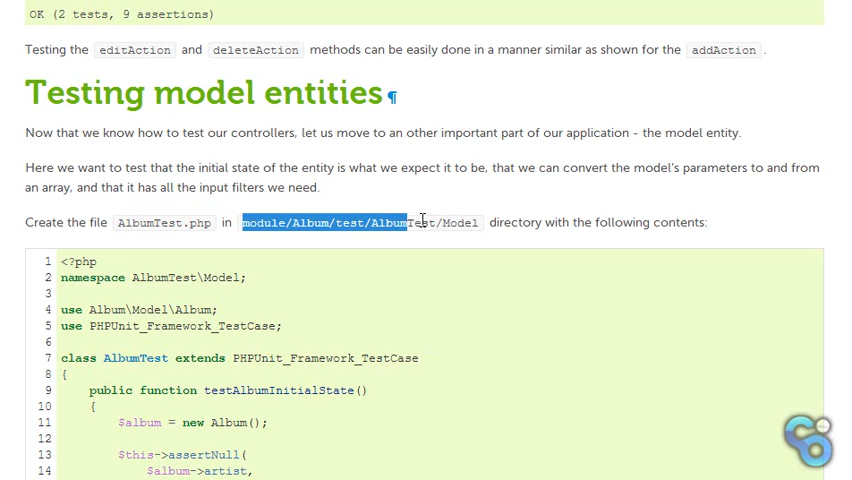 OK (2 tests, 9 assertions)
Testing the editAction and deleteAction methods can be easily done in a manner similar as shown for the addAction .
Testing model entities ¶
Now that we know how to test our controllers, let us move to an other important part of our application - the model entity.
Here we want to test that the initial state of the entity is what we expect it to be, that we can convert the model's parameters to and from
an array, and that it has all the input filters we need.
Create the file AlbumTest.php in module/Album/test/AlbumTest/Model directory with the following contents:
1 <?php
2 namespace AlbumTest\Model;
3
4 use Album\Model\Album;
5 use PHPUnit_Framework_TestCase;
6
7 class AlbumTest extends PHPUnit_Framework_TestCase
8 {
9 public function testAlbumInitialState()
10 {
11 $album = new Album();
12
13 $this->assertNull(
14 $album->artist,